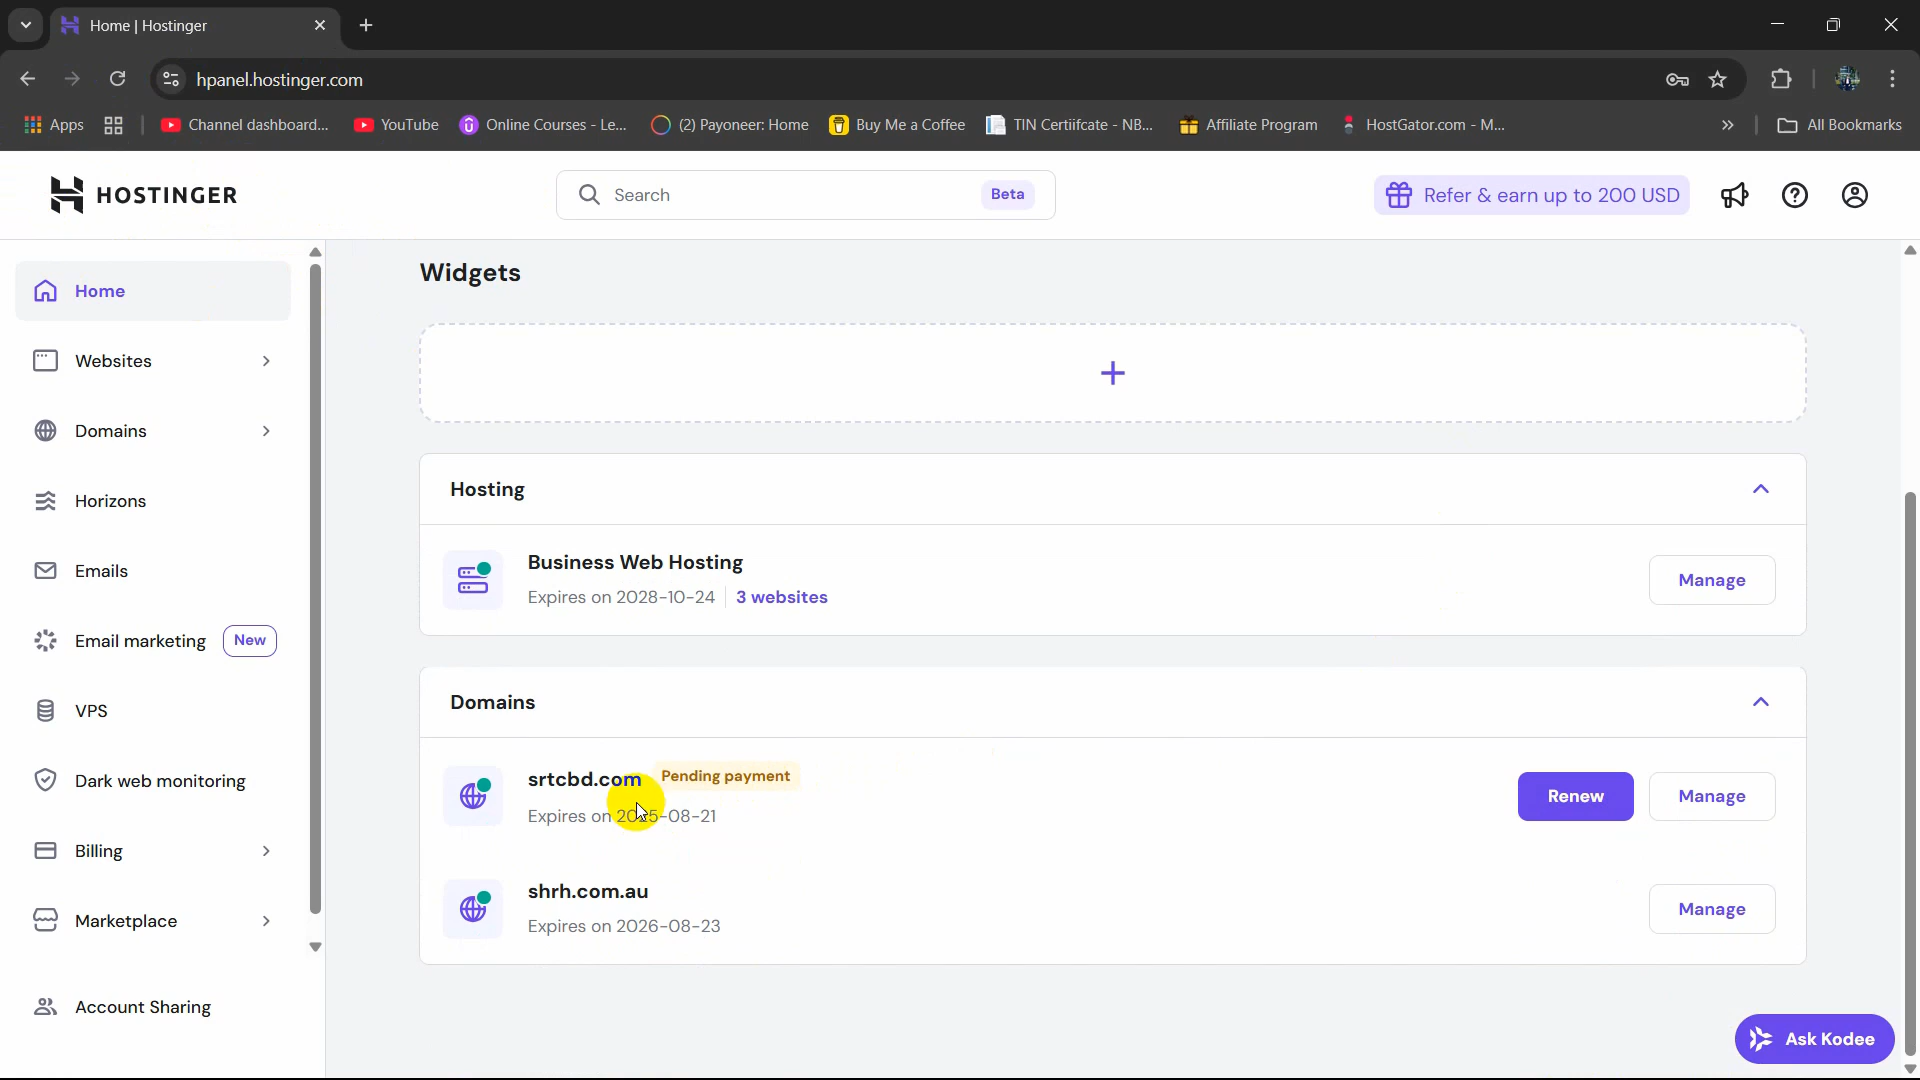 Home | Hostinger
hpanel.hostinger.com
Apps
Channel dashboard...
YouTube
Online Courses - Le...
(2) Payoneer: Home
Buy Me a Coffee
TIN Certiifcate - NB...
Affiliate Program
HostGator.com - M...
All Bookmarks
HOSTINGER
Search
Beta
Refer & earn up to 200 USD
Home
Websites
Domains
Horizons
Emails
Email marketing
New
VPS
Dark web monitoring
Billing
Marketplace
Account Sharing
Widgets
Hosting
Business Web Hosting
Expires on 2028-10-24
3 websites
Manage
Domains
srtcbd.com
Pending payment
Expires on 2025-08-21
Renew
Manage
shrh.com.au
Expires on 2026-08-23
Manage
Ask Kodee